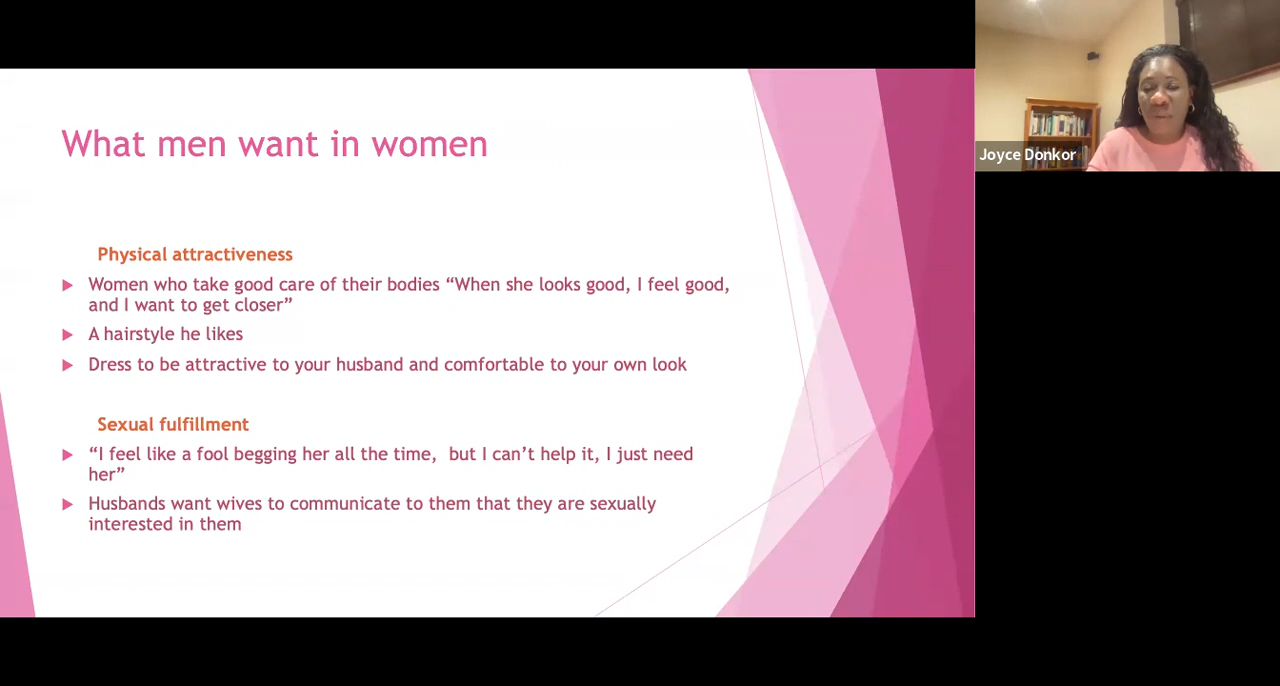 What men want in women
Physical attractiveness
Women who take good care of their bodies “When she looks good, I feel good,
and I want to get closer”
A hairstyle he likes
Dress to be attractive to your husband and comfortable to your own look
Sexual fulfillment
“I feel like a fool begging her all the time,  but I can’t help it, I just need
her”
Husbands want wives to communicate to them that they are sexually
interested in them
Joyce Donkor